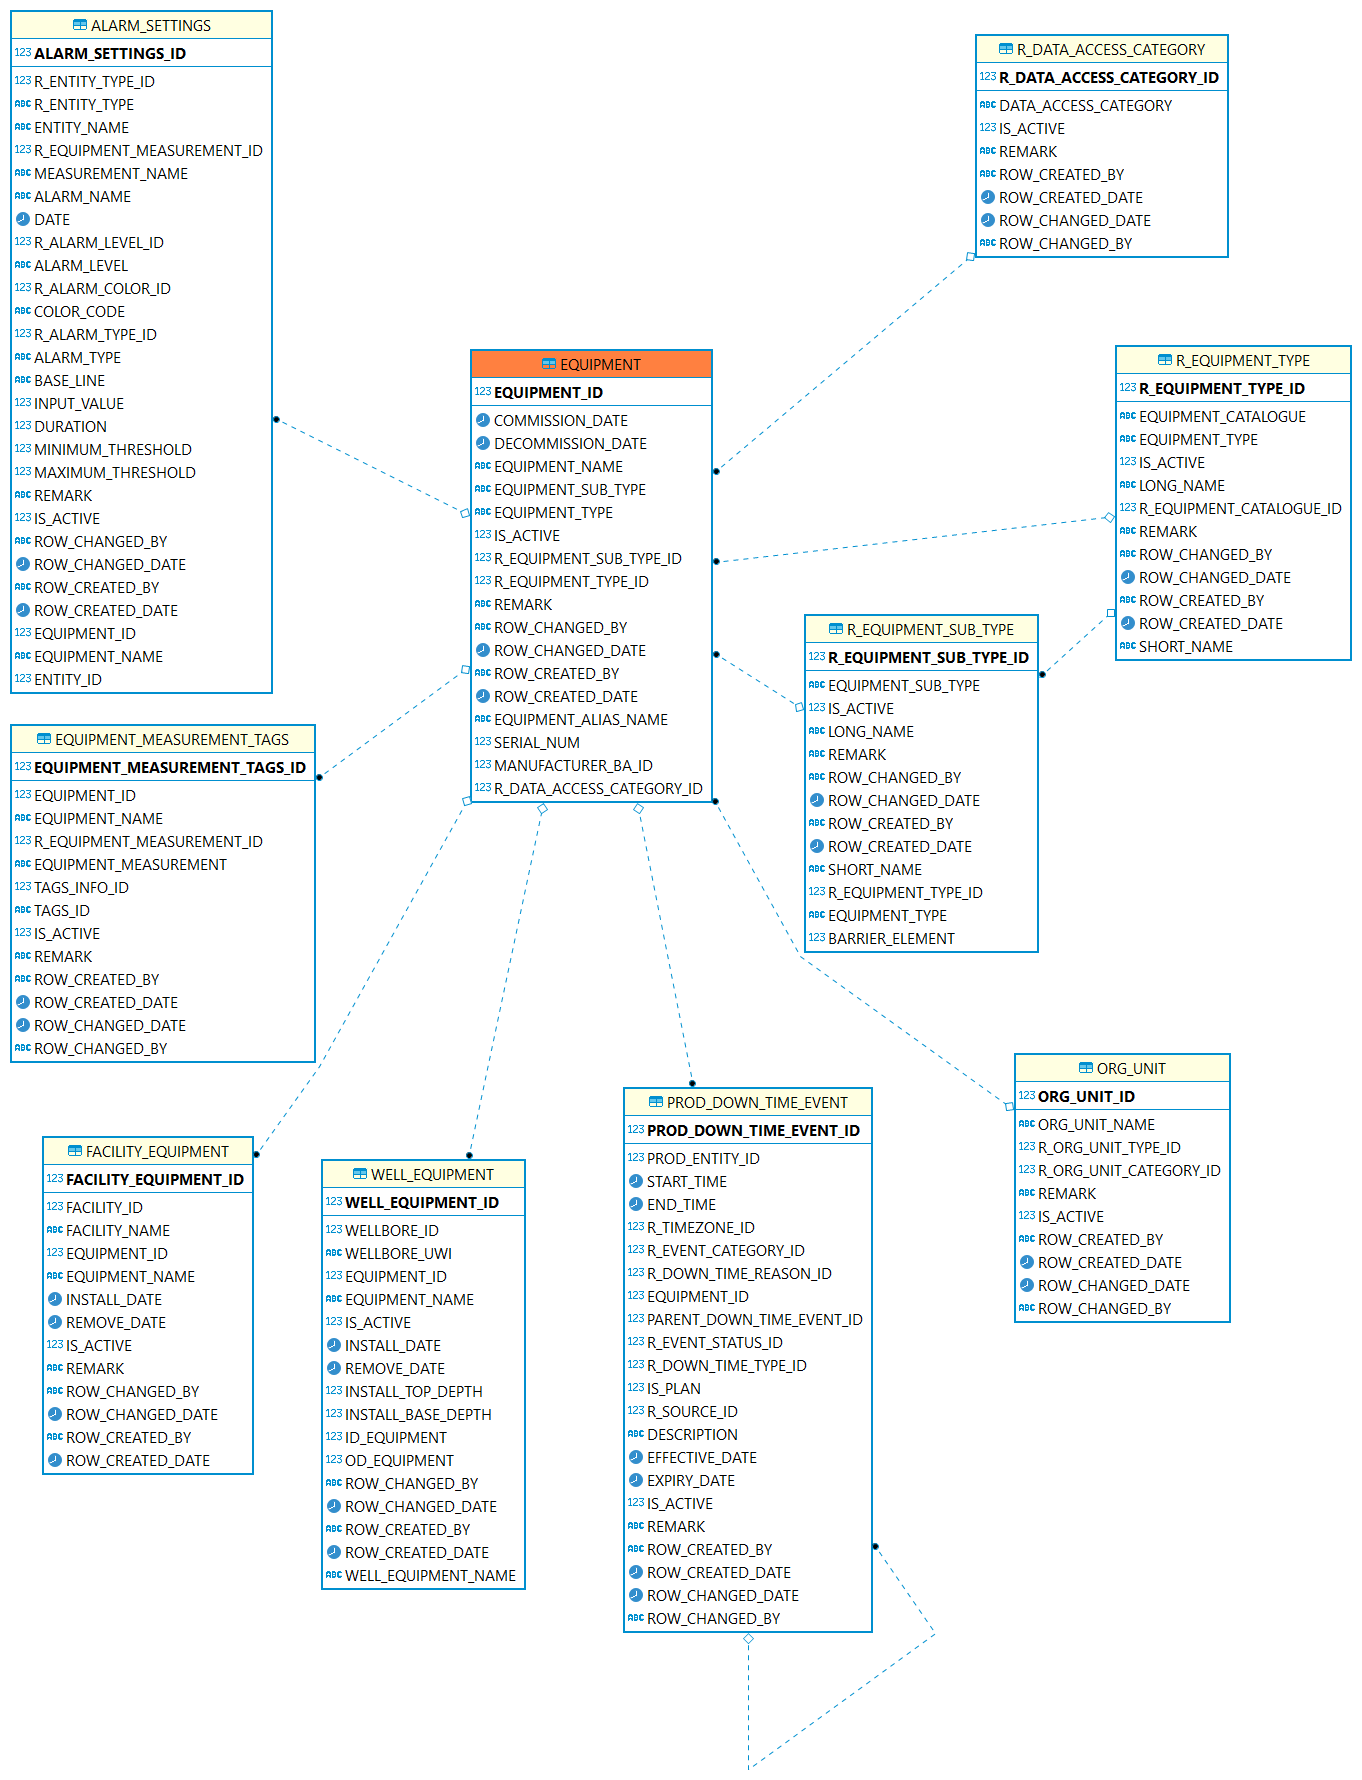 ALARM_SETTINGS
123 ALARM_SETTINGS_ID
123 R_ENTITY_TYPE_ID
ABC R_ENTITY_TYPE
ABC ENTITY_NAME
123 R_EQUIPMENT_MEASUREMENT_ID
ABC MEASUREMENT_NAME
ABC ALARM_NAME
DATE
123 R_ALARM_LEVEL_ID
ABC ALARM_LEVEL
123 R_ALARM_COLOR_ID
ABC COLOR_CODE
123 R_ALARM_TYPE_ID
ABC ALARM_TYPE
ABC BASE_LINE
123 INPUT_VALUE
123 DURATION
123 MINIMUM_THRESHOLD
123 MAXIMUM_THRESHOLD
ABC REMARK
123 IS_ACTIVE
ABC ROW_CHANGED_BY
ROW_CHANGED_DATE
ABC ROW_CREATED_BY
ROW_CREATED_DATE
123 EQUIPMENT_ID
ABC EQUIPMENT_NAME
123 ENTITY_ID
R_DATA_ACCESS_CATEGORY
123 R_DATA_ACCESS_CATEGORY_ID
ABC DATA_ACCESS_CATEGORY
123 IS_ACTIVE
ABC REMARK
ABC ROW_CREATED_BY
ROW_CREATED_DATE
ROW_CHANGED_DATE
ABC ROW_CHANGED_BY
EQUIPMENT
123 EQUIPMENT_ID
COMMISSION_DATE
DECOMMISSION_DATE
ABC EQUIPMENT_NAME
ABC EQUIPMENT_SUB_TYPE
ABC EQUIPMENT_TYPE
123 IS_ACTIVE
123 R_EQUIPMENT_SUB_TYPE_ID
123 R_EQUIPMENT_TYPE_ID
ABC REMARK
ABC ROW_CHANGED_BY
ROW_CHANGED_DATE
ABC ROW_CREATED_BY
ROW_CREATED_DATE
ABC EQUIPMENT_ALIAS_NAME
123 SERIAL_NUM
123 MANUFACTURER_BA_ID
123 R_DATA_ACCESS_CATEGORY_ID
R_EQUIPMENT_TYPE
123 R_EQUIPMENT_TYPE_ID
ABC EQUIPMENT_CATALOGUE
ABC EQUIPMENT_TYPE
123 IS_ACTIVE
ABC LONG_NAME
123 R_EQUIPMENT_CATALOGUE_ID
ABC REMARK
ABC ROW_CHANGED_BY
ROW_CHANGED_DATE
ABC ROW_CREATED_BY
ROW_CREATED_DATE
ABC SHORT_NAME
R_EQUIPMENT_SUB_TYPE
123 R_EQUIPMENT_SUB_TYPE_ID
ABC EQUIPMENT_SUB_TYPE
123 IS_ACTIVE
ABC LONG_NAME
ABC REMARK
ABC ROW_CHANGED_BY
ROW_CHANGED_DATE
ABC ROW_CREATED_BY
ROW_CREATED_DATE
ABC SHORT_NAME
123 R_EQUIPMENT_TYPE_ID
ABC EQUIPMENT_TYPE
123 BARRIER_ELEMENT
EQUIPMENT_MEASUREMENT_TAGS
123 EQUIPMENT_MEASUREMENT_TAGS_ID
123 EQUIPMENT_ID
ABC EQUIPMENT_NAME
123 R_EQUIPMENT_MEASUREMENT_ID
ABC EQUIPMENT_MEASUREMENT
123 TAGS_INFO_ID
ABC TAGS_ID
123 IS_ACTIVE
ABC REMARK
ABC ROW_CREATED_BY
ROW_CREATED_DATE
ROW_CHANGED_DATE
ABC ROW_CHANGED_BY
ORG_UNIT
123 ORG_UNIT_ID
ABC ORG_UNIT_NAME
123 R_ORG_UNIT_TYPE_ID
123 R_ORG_UNIT_CATEGORY_ID
ABC REMARK
123 IS_ACTIVE
ABC ROW_CREATED_BY
ROW_CREATED_DATE
ROW_CHANGED_DATE
ABC ROW_CHANGED_BY
FACILITY_EQUIPMENT
123 FACILITY_EQUIPMENT_ID
123 FACILITY_ID
ABC FACILITY_NAME
123 EQUIPMENT_ID
ABC EQUIPMENT_NAME
INSTALL_DATE
REMOVE_DATE
123 IS_ACTIVE
ABC REMARK
ABC ROW_CHANGED_BY
ROW_CHANGED_DATE
ABC ROW_CREATED_BY
ROW_CREATED_DATE
WELL_EQUIPMENT
123 WELL_EQUIPMENT_ID
123 WELLBORE_ID
ABC WELLBORE_UWI
123 EQUIPMENT_ID
ABC EQUIPMENT_NAME
123 IS_ACTIVE
INSTALL_DATE
REMOVE_DATE
123 INSTALL_TOP_DEPTH
123 INSTALL_BASE_DEPTH
123 ID_EQUIPMENT
123 OD_EQUIPMENT
ABC ROW_CHANGED_BY
ROW_CHANGED_DATE
ABC ROW_CREATED_BY
ROW_CREATED_DATE
ABC WELL_EQUIPMENT_NAME
PROD_DOWN_TIME_EVENT
123 PROD_DOWN_TIME_EVENT_ID
123 PROD_ENTITY_ID
START_TIME
END_TIME
123 R_TIMEZONE_ID
123 R_EVENT_CATEGORY_ID
123 R_DOWN_TIME_REASON_ID
123 EQUIPMENT_ID
123 PARENT_DOWN_TIME_EVENT_ID
123 R_EVENT_STATUS_ID
123 R_DOWN_TIME_TYPE_ID
123 IS_PLAN
123 R_SOURCE_ID
ABC DESCRIPTION
EFFECTIVE_DATE
EXPIRY_DATE
123 IS_ACTIVE
ABC REMARK
ABC ROW_CREATED_BY
ROW_CREATED_DATE
ROW_CHANGED_DATE
ABC ROW_CHANGED_BY